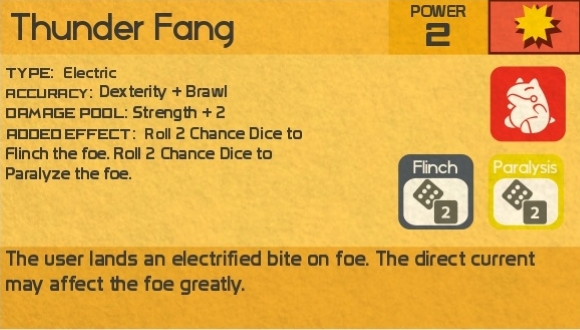 Thunder Fang
POWER
2
TYPE: Electric
ACCURACY: Dexterity + Brawl
DAMAGE POOL: Strength + 2
ADDED EFFECT: Roll 2 Chance Dice to
Flinch the foe. Roll 2 Chance Dice to
Paralyze the foe.
Flinch
2
Paralysis
2
The user lands an electrified bite on foe. The direct current
may affect the foe greatly.